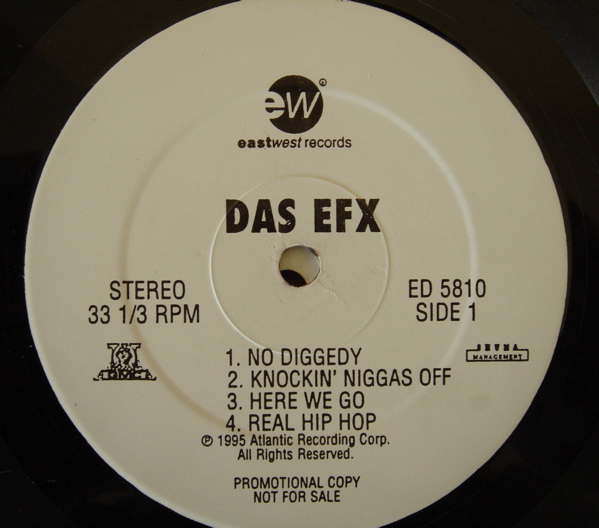 ew
eastwest records
DAS EFX
STEREO
33 1/3 RPM
ED 5810
SIDE 1
MANAGEMENT
1. NO DIGGEDY
2. KNOCKIN' NIGGAS OFF
3. HERE WE GO
4. REAL HIP HOP
℗ 1995 Atlantic Recording Corp.
All Rights Reserved.
PROMOTIONAL COPY
NOT FOR SALE